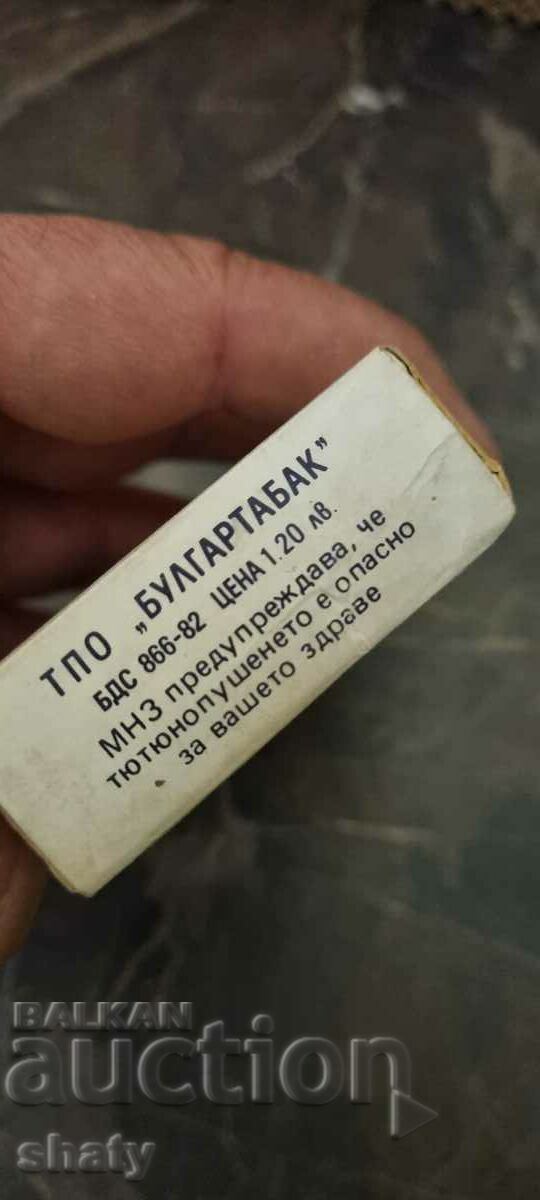 ТПО „БУЛГАРТАБАК”
БДС 866-82 ЦЕНА 1.20 лв.
МНЗ предупреждава, че
тютюнопушенето е опасно
за вашето здраве
BALKAN
auction
shaty